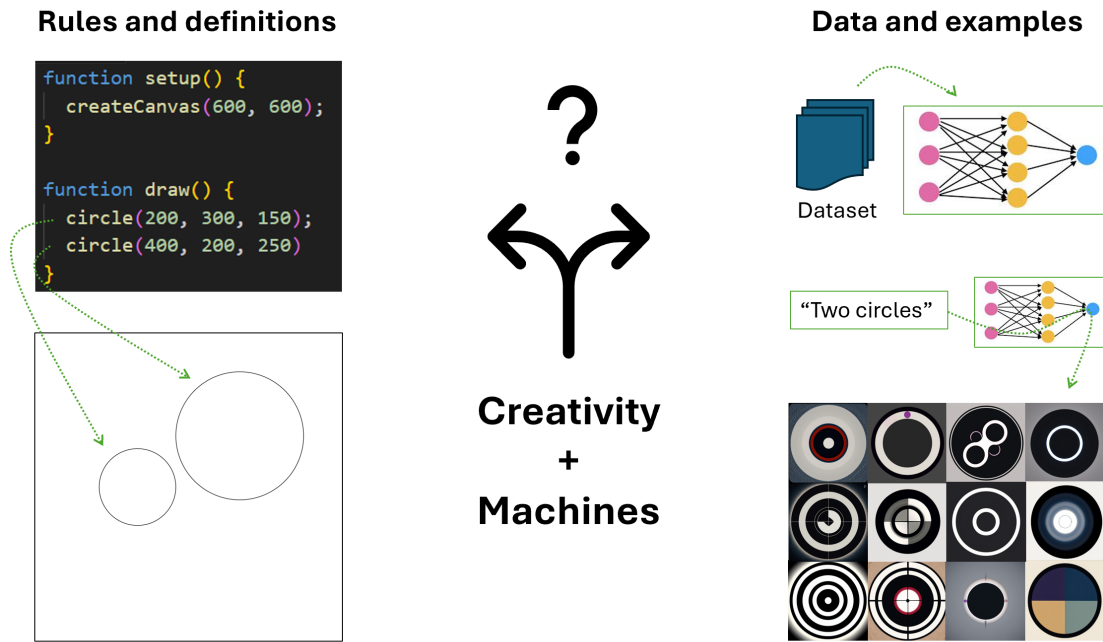 Rules and definitions
function setup() {
createCanvas(600, 600);
}
function draw() {
circle(200, 300, 150);
circle(400, 200, 250)
}
?
Creativity
+
Machines
Data and examples
Dataset
“Two circles”